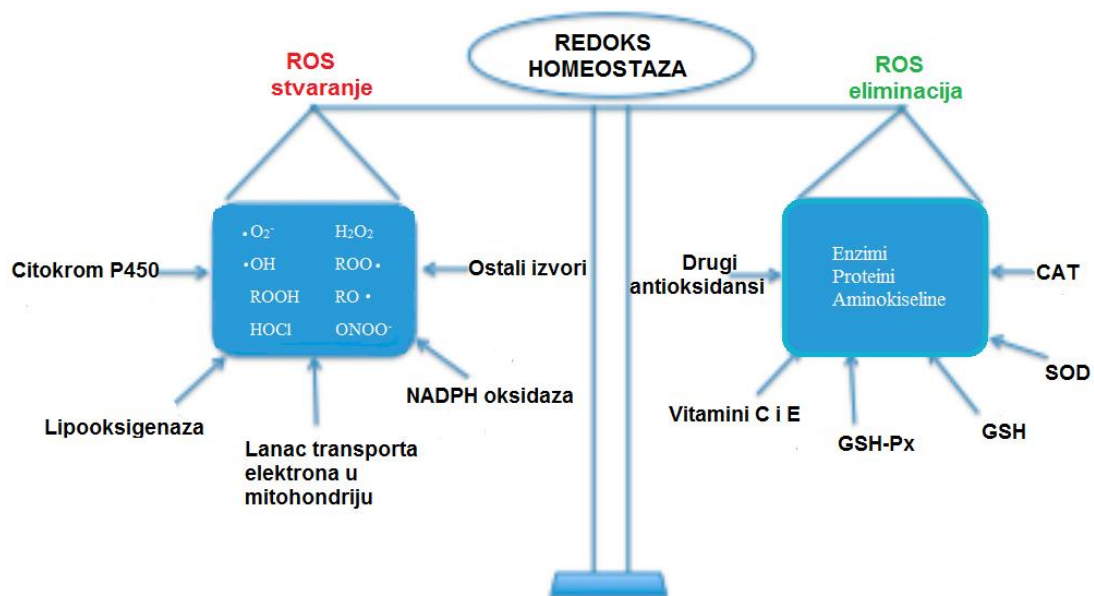 REDOKS
HOMEOSTAZA
ROS
stvaranje
ROS
eliminacija
•O₂⁻ H₂O₂
•OH ROO•
ROOH RO•
HOCl ONOO⁻
Citokrom P450
Ostali izvori
Lipooksigenaza
Lanac transporta
elektrona u
mitohondriju
NADPH oksidaza
Enzimi
Proteini
Aminokiseline
Drugi
antioksidansi
CAT
SOD
Vitamini C i E
GSH-Px
GSH